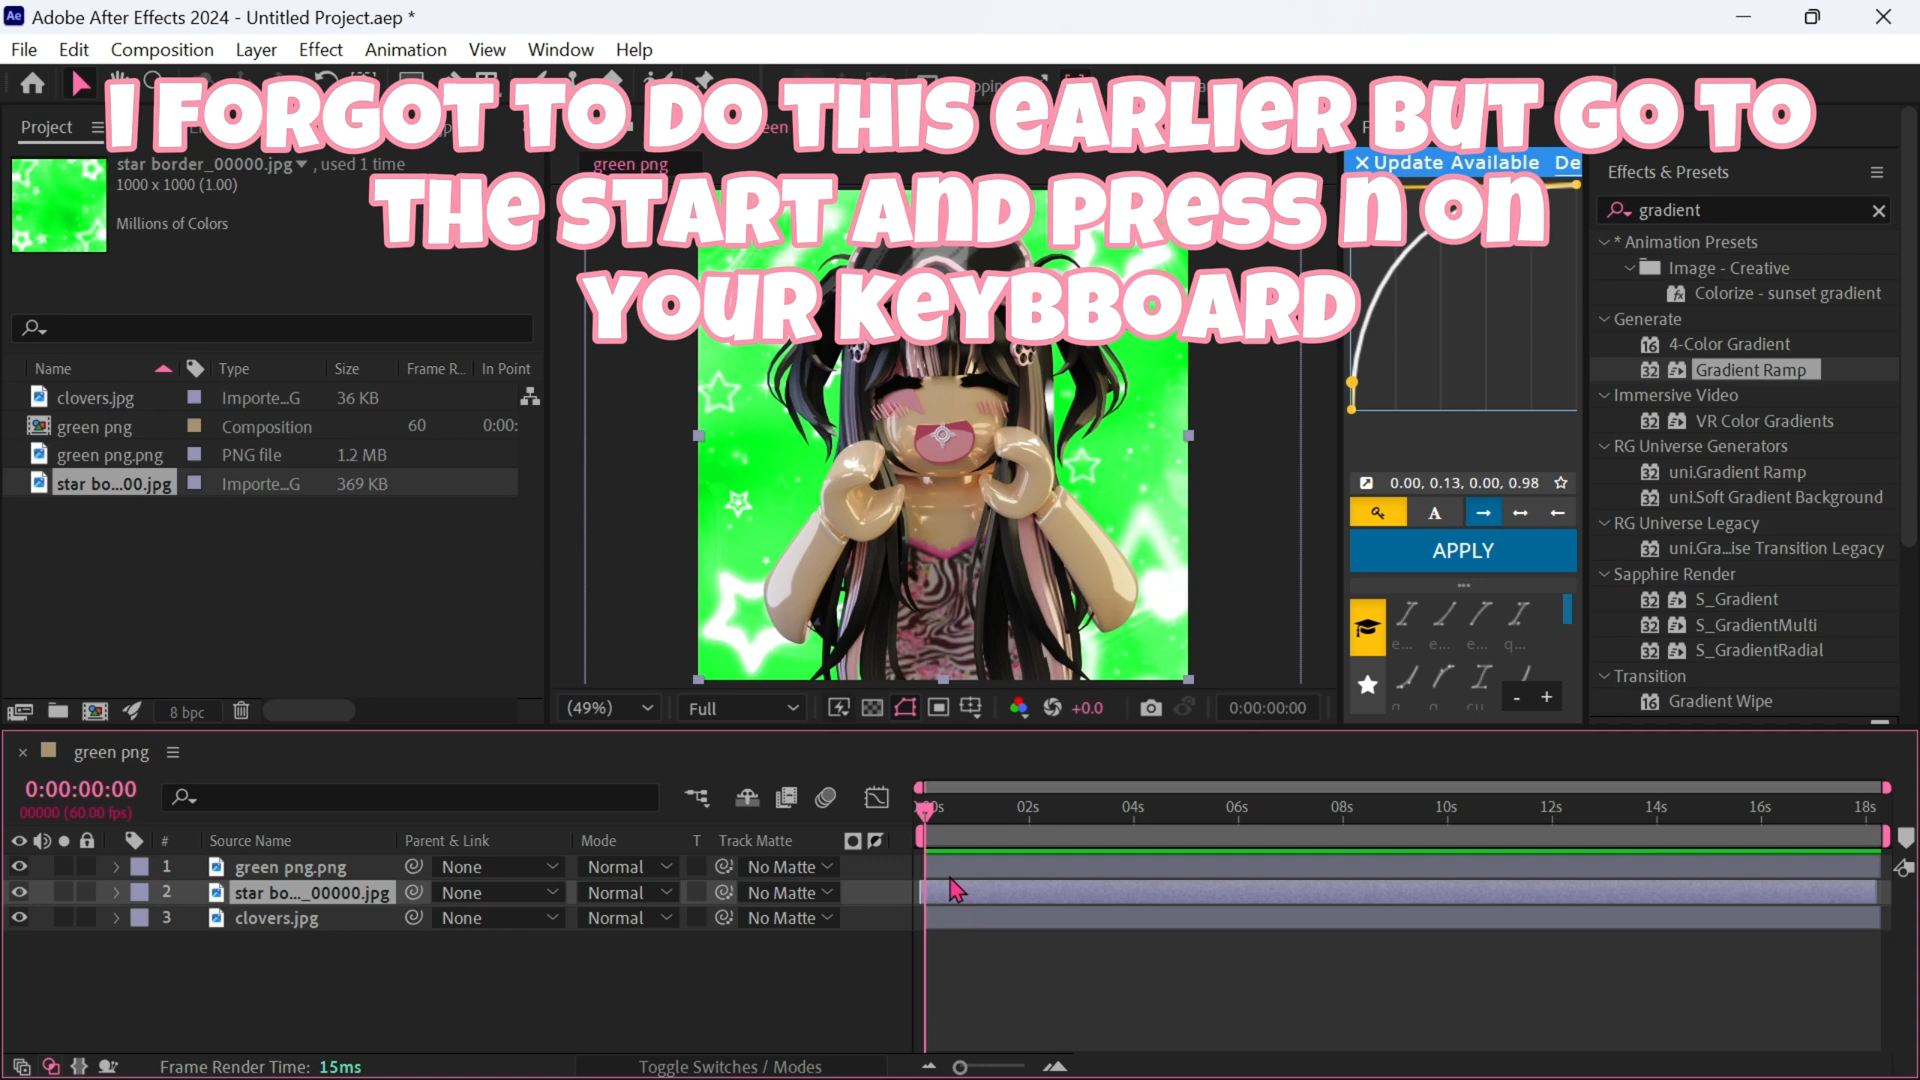 Adobe After Effects 2024 - Untitled Project.aep *
File Edit Composition Layer Effect Animation View Window Help
I FORGOT TO DO THIS EARLIER BUT GO TO
THE START AND PRESS N ON
YOUR KEYBBOARD
Project
star border_00000.jpg , used 1 time
1000 x 1000 (1.00)
Millions of Colors
Name Type Size Frame R... In Point
clovers.jpg Importe...G 36 KB
green png Composition 60 0:00:
green png.png PNG file 1.2 MB
star bo...00.jpg Importe...G 369 KB
8 bpc
green png
(49%) Full +0.0 0:00:00:00
Update Available De
0.00, 0.13, 0.00, 0.98
A
APPLY
e... e... e... q...
- +
Effects & Presets
gradient
* Animation Presets
Image - Creative
Colorize - sunset gradient
Generate
16 4-Color Gradient
32 Gradient Ramp
Immersive Video
32 VR Color Gradients
RG Universe Generators
32 uni.Gradient Ramp
32 uni.Soft Gradient Background
RG Universe Legacy
32 uni.Gra...ise Transition Legacy
Sapphire Render
32 S_Gradient
32 S_GradientMulti
32 S_GradientRadial
Transition
16 Gradient Wipe
green png
0:00:00:00
00000 (60.00 fps)
02s 04s 06s 08s 10s 12s 14s 16s 18s
# Source Name Parent & Link Mode T Track Matte
1 green png.png None Normal No Matte
2 star bo..._00000.jpg None Normal No Matte
3 clovers.jpg None Normal No Matte
Frame Render Time: 15ms
Toggle Switches / Modes